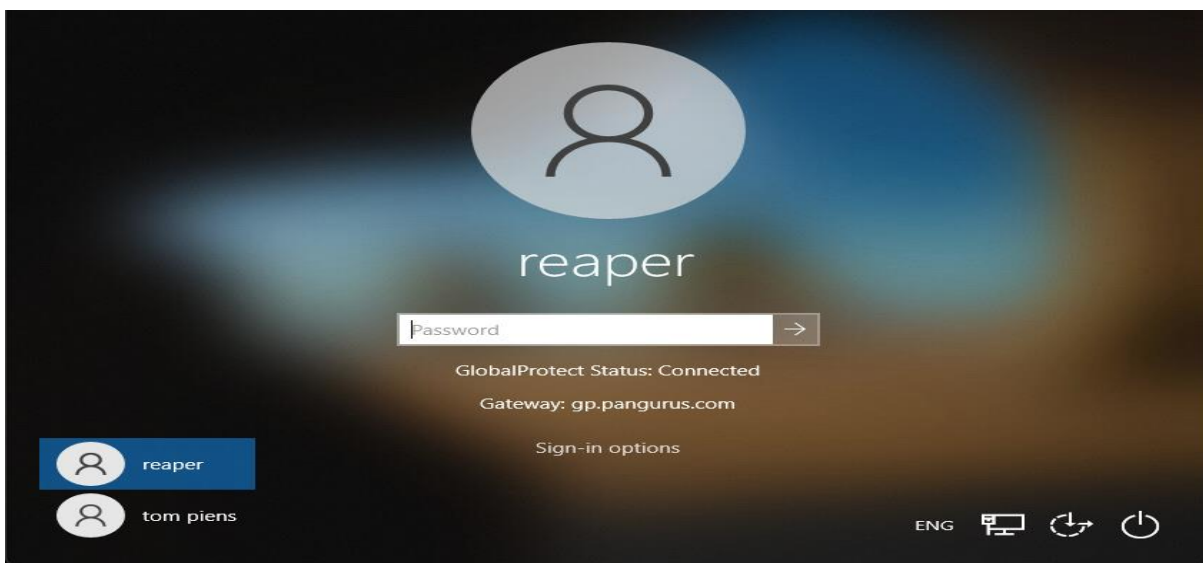 reaper
Password
GlobalProtect Status: Connected
Gateway: gp.pangurus.com
Sign-in options
reaper
tom piens
ENG